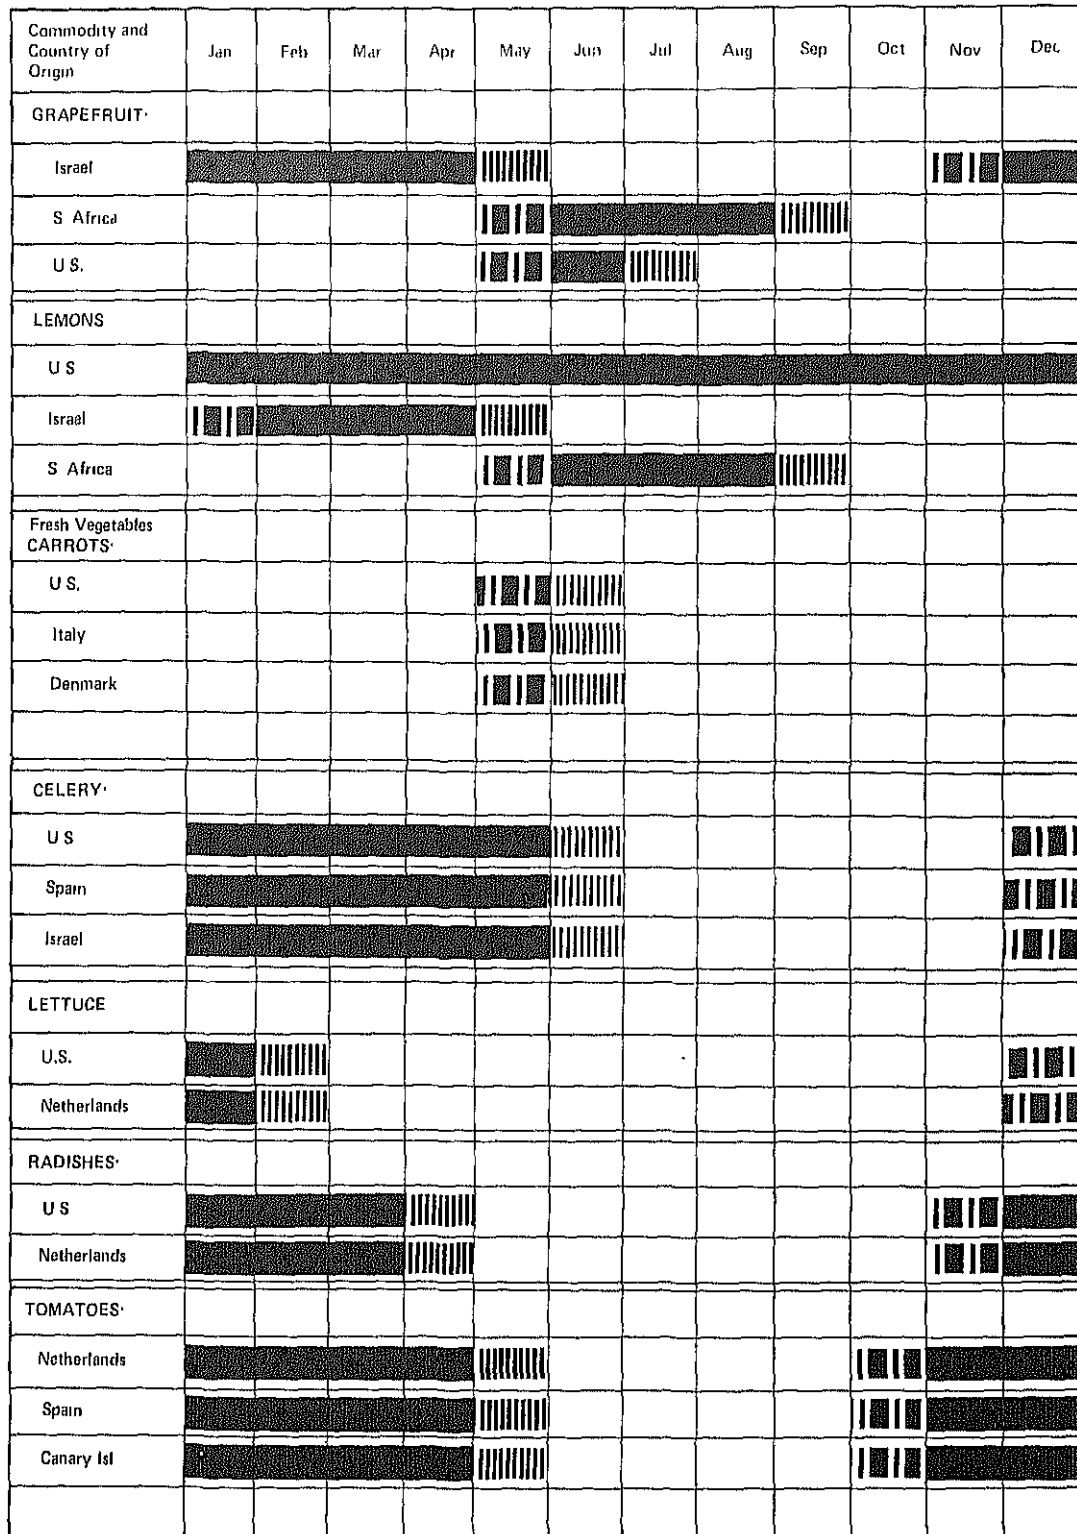 Commodity and
Country of
Origin
Jan Feb Mar Apr May Jun Jul Aug Sep Oct Nov Dec
GRAPEFRUIT:
Israel
S Africa
U S.
LEMONS
U S
Israel
S Africa
Fresh Vegetables
CARROTS:
U S.
Italy
Denmark
CELERY:
U S
Spain
Israel
LETTUCE
U.S.
Netherlands
RADISHES:
U S
Netherlands
TOMATOES:
Netherlands
Spain
Canary Isl